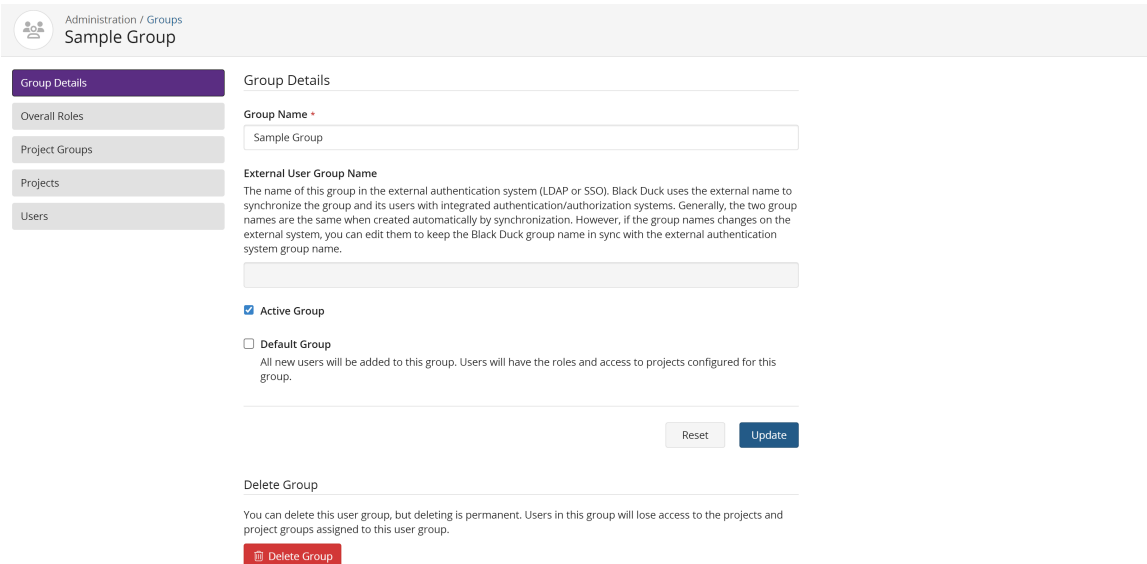 Administration / Groups
Sample Group
Group Details
Overall Roles
Project Groups
Projects
Users
Group Details
Group Name *
Sample Group
External User Group Name
The name of this group in the external authentication system (LDAP or SSO). Black Duck uses the external name to
synchronize the group and its users with integrated authentication/authorization systems. Generally, the two group
names are the same when created automatically by synchronization. However, if the group names changes on the
external system, you can edit them to keep the Black Duck group name in sync with the external authentication
system group name.
Active Group
Default Group
All new users will be added to this group. Users will have the roles and access to projects configured for this
group.
Reset
Update
Delete Group
You can delete this user group, but deleting is permanent. Users in this group will lose access to the projects and
project groups assigned to this user group.
Delete Group